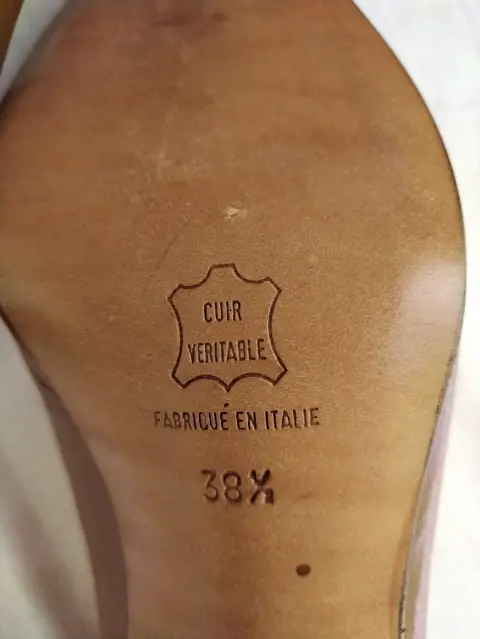 CUIR
VERITABLE
FABRIQUÉ EN ITALIE
38½